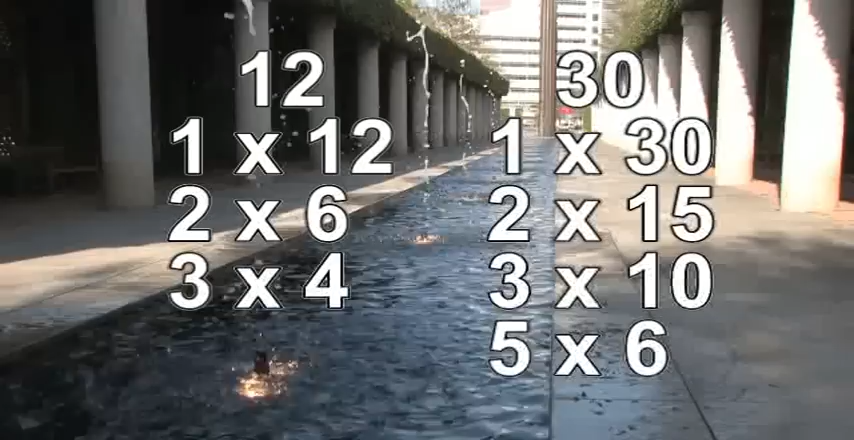 12
1 x 12
2 x 6
3 x 4
30
1 x 30
2 x 15
3 x 10
5 x 6